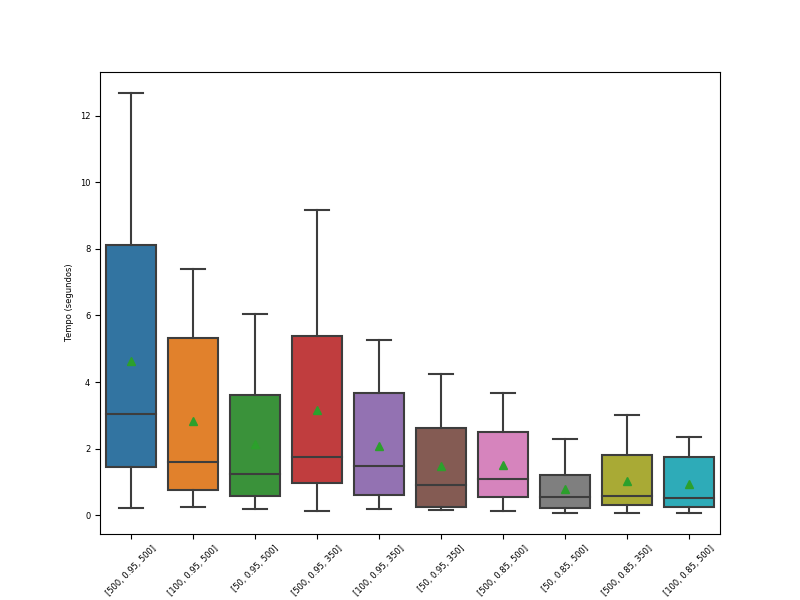 12
10
8
6
4
2
0
Tempo (segundos)
[500, 0.95, 500]
[100, 0.95, 500]
[50, 0.95, 500]
[500, 0.95, 350]
[100, 0.95, 350]
[50, 0.95, 350]
[500, 0.85, 500]
[50, 0.85, 500]
[500, 0.85, 350]
[100, 0.85, 500]